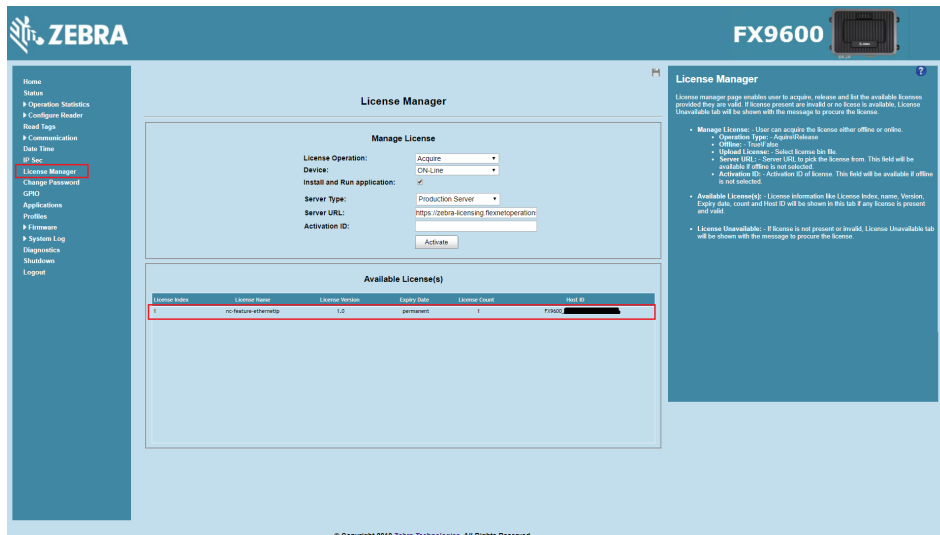 ZEBRA
FX9600
Home
Status
Operation Statistics
Configure Reader
Read Tags
Communication
Date Time
IP Sec
License Manager
Change Password
GPIO
Applications
Profiles
Firmware
System Log
Diagnostics
Shutdown
Logout
License Manager
Manage License
License Operation: Acquire
Device: ON-Line
Install and Run application:
Server Type: Production Server
Server URL: https://zebra-licensing.flexnetoperation
Activation ID:
Activate
Available License(s)
License Index License Name License Version Expiry Date License Count Host ID
1 nc-feature-ethernetip 1.0 permanent 1 FX9600_
?
License Manager
License manager page enables user to acquire, release and list the available licenses
provided they are valid. If license present are invalid or no licese is available, License
Unavailable tab will be shown with the message to procure the license.
Manage License: - User can acquire the license either offline or online.
Operation Type: - Aquire\Release
Offline: - True\False
Upload License: - Select license bin file.
Server URL: - Server URL to pick the license from. This field will be
available if offline is not selected.
Activation ID: - Activation ID of license. This field will be available if offline
is not selected.
Available License(s): - License information like License Index, name, Version,
Expiry date, count and Host ID will be shown in this tab if any license is present
and valid.
License Unavailable: - If license is not present or invalid, License Unavailable tab
will be shown with the message to procure the license.